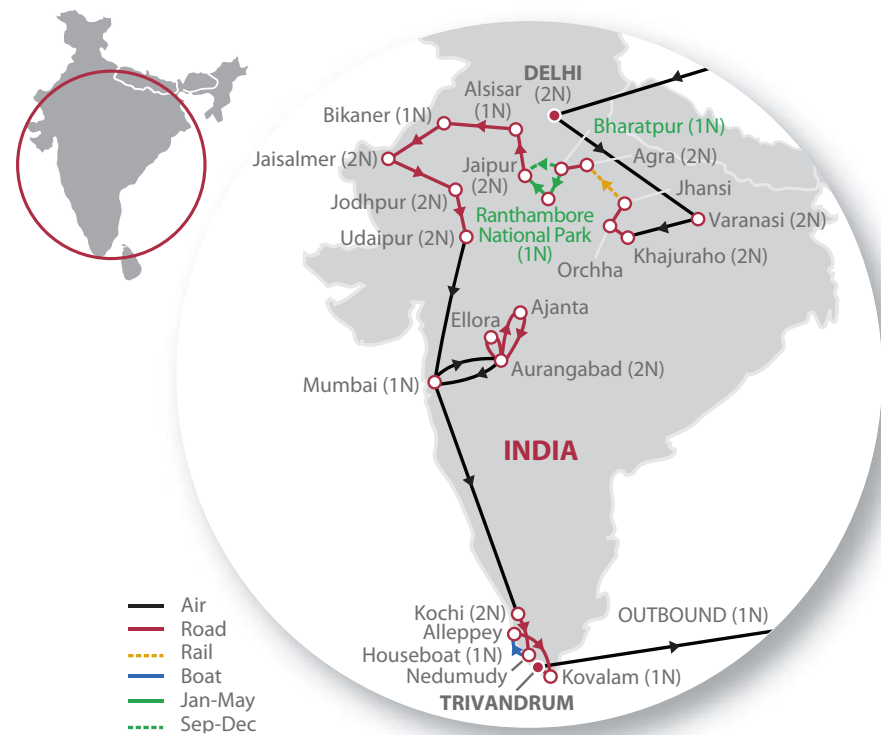 DELHI
(2N)
Alsisar
(1N)
Bikaner (1N)
Bharatpur (1N)
Jaisalmer (2N)
Jaipur
(2N)
Agra (2N)
Jhansi
Jodhpur (2N)
Ranthambore
National Park
(1N)
Varanasi (2N)
Udaipur (2N)
Khajuraho (2N)
Orchha
Ajanta
Ellora
Aurangabad (2N)
Mumbai (1N)
INDIA
Kochi (2N)
Alleppey
Houseboat (1N)
Nedumudy
TRIVANDRUM
Kovalam (1N)
OUTBOUND (1N)
Air
Road
Rail
Boat
Jan-May
Sep-Dec